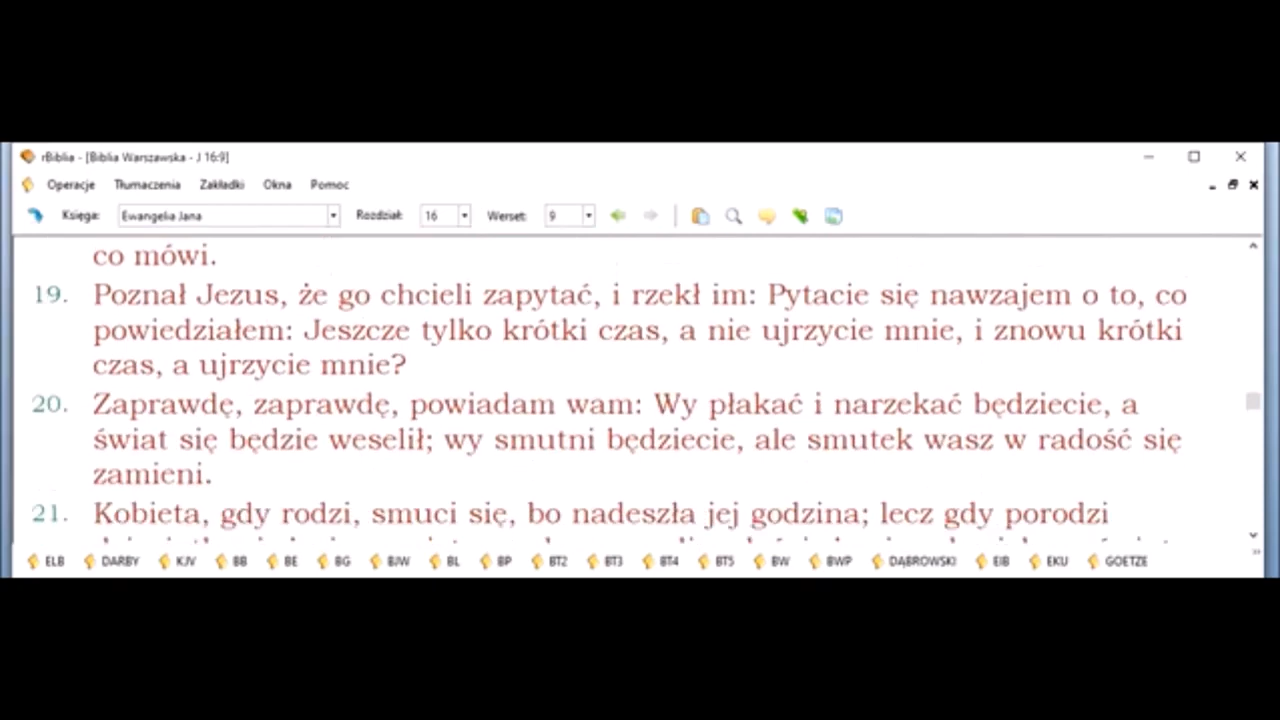 rBiblia - [Biblia Warszawska - J 16:9]
Operacje Tłumaczenia Zakładki Okna Pomoc
Księga: Ewangelia Jana Rozdział: 16 Werset: 9
co mówi.
19. Poznał Jezus, że go chcieli zapytać, i rzekł im: Pytacie się nawzajem o to, co
powiedziałem: Jeszcze tylko krótki czas, a nie ujrzycie mnie, i znowu krótki
czas, a ujrzycie mnie?
20. Zaprawdę, zaprawdę, powiadam wam: Wy płakać i narzekać będziecie, a
świat się będzie weselił; wy smutni będziecie, ale smutek wasz w radość się
zamieni.
21. Kobieta, gdy rodzi, smuci się, bo nadeszła jej godzina; lecz gdy porodzi
ELB DARBY KJV BB BE BG BJW BL BP BT2 BT3 BT4 BT5 BW BWP DĄBROWSKI EIB EKU GOETZE